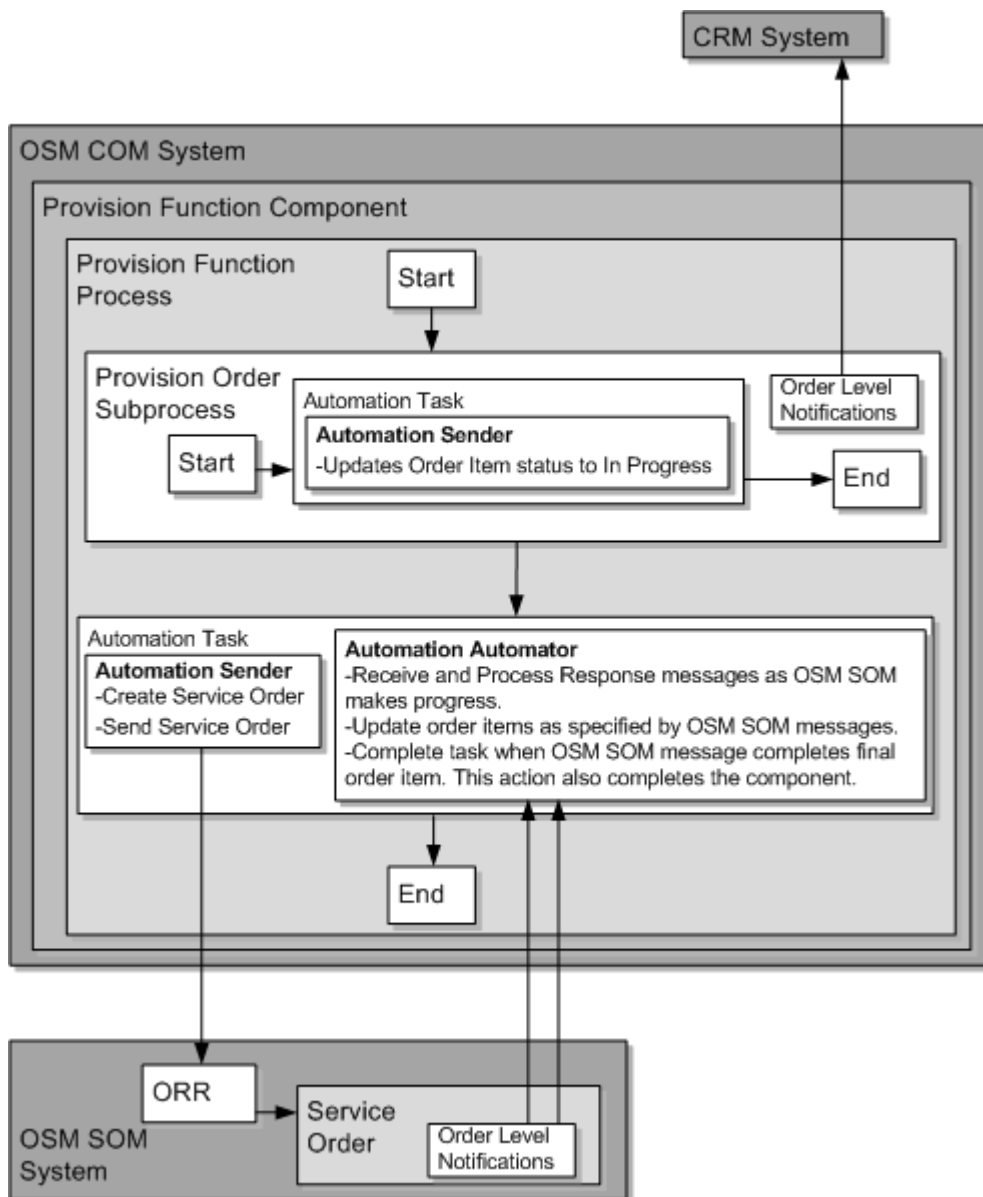 CRM System
OSM COM System
Provision Function Component
Provision Function
Process
Start
Provision Order
Subprocess
Start
Automation Task
Automation Sender
-Updates Order Item status to In Progress
Order Level
Notifications
End
Automation Task
Automation Sender
-Create Service Order
-Send Service Order
Automation Automator
-Receive and Process Response messages as OSM SOM
makes progress.
-Update order items as specified by OSM SOM messages.
-Complete task when OSM SOM message completes final
order item. This action also completes the component.
End
ORR
OSM SOM
System
Service
Order
Order Level
Notifications